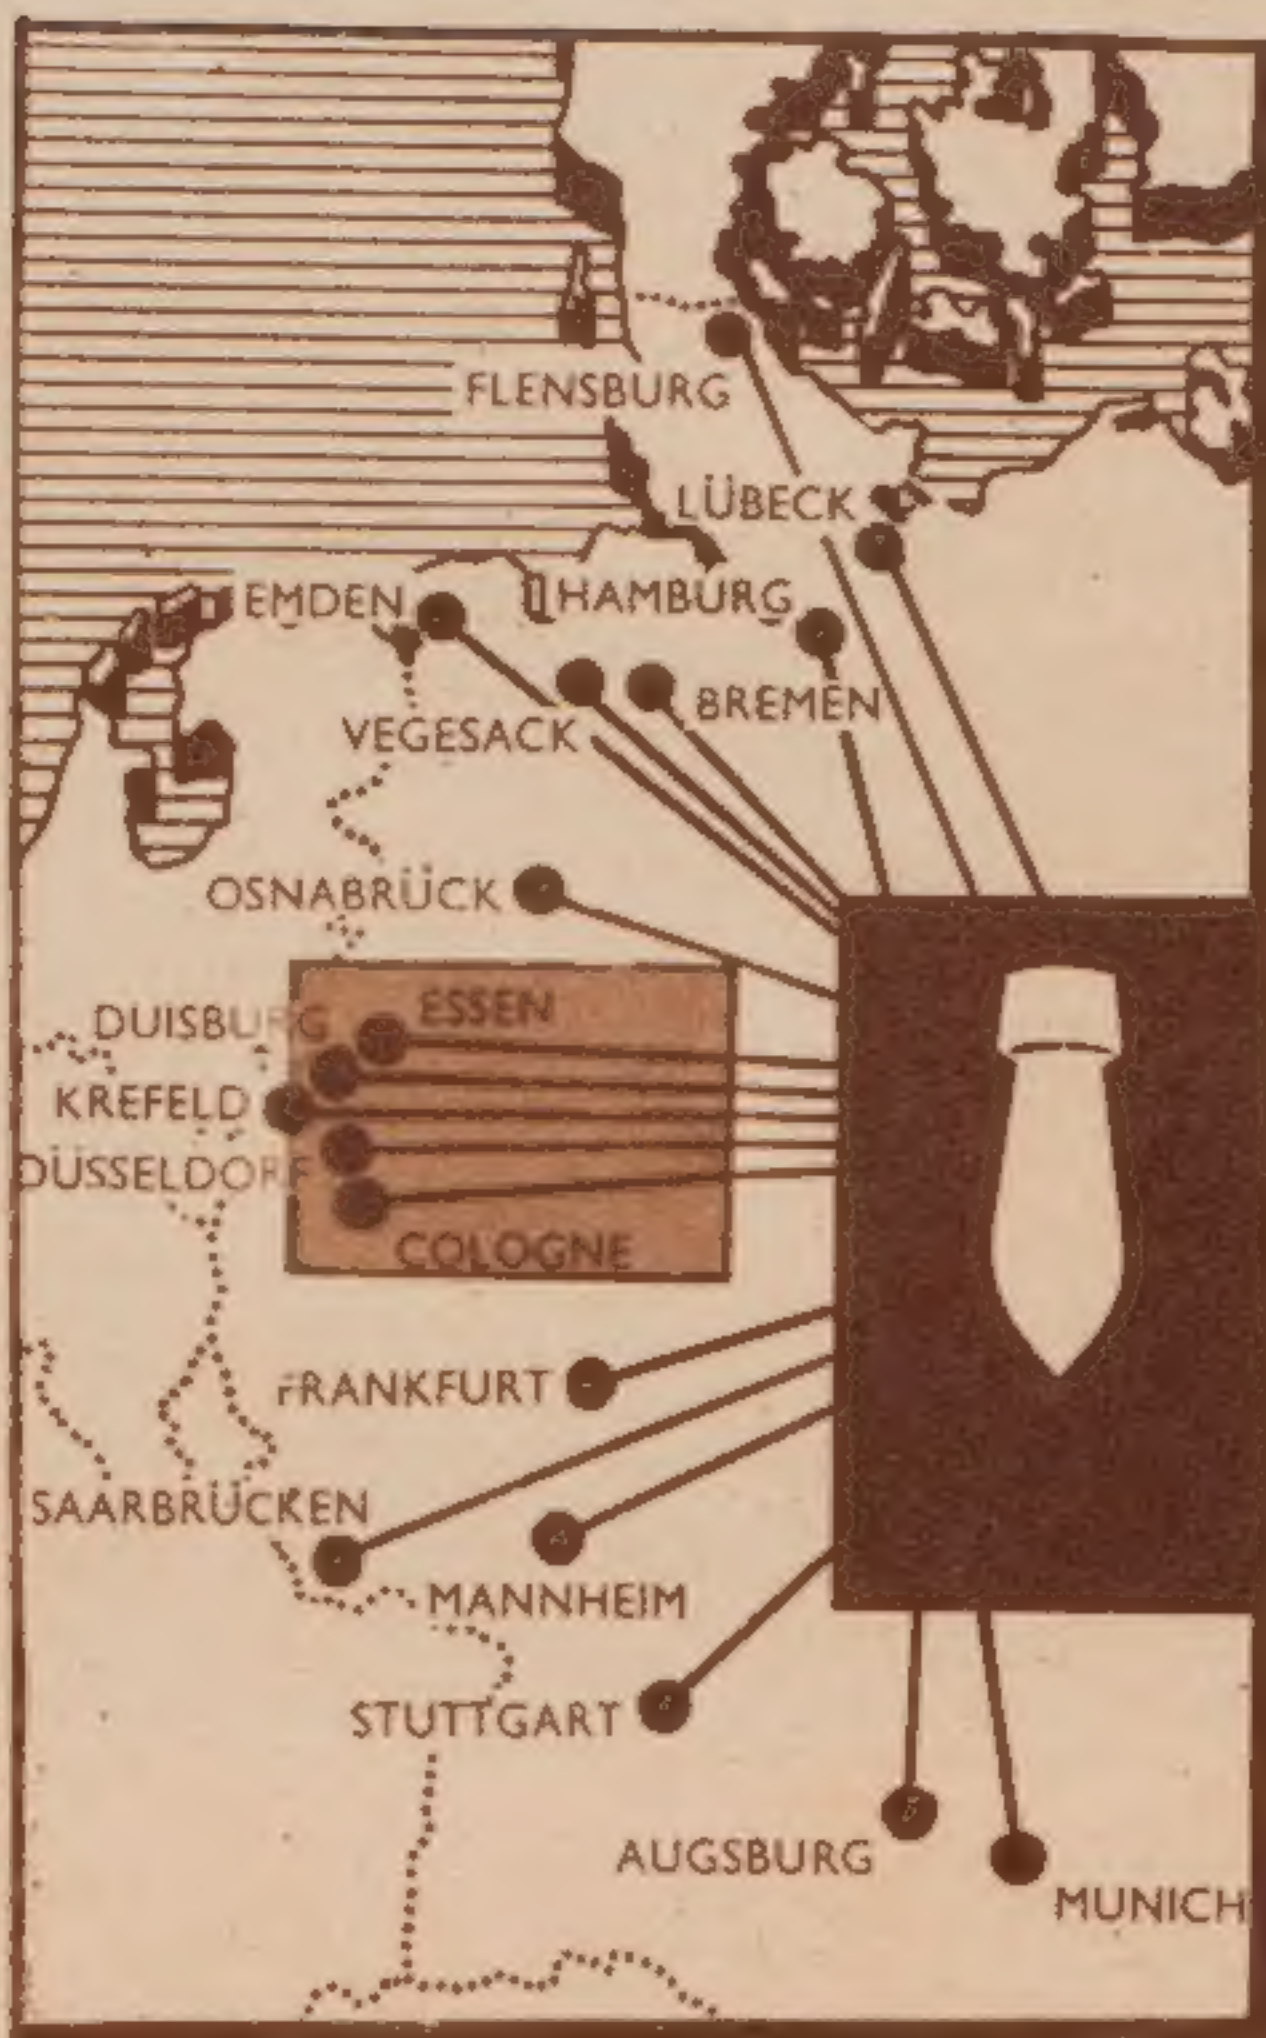 FLENSBURG
LÜBECK
EMDEN
HAMBURG
BREMEN
VEGESACK
OSNABRÜCK
ESSEN
DUISBURG
KREFELD
DÜSSELDORF
COLOGNE
FRANKFURT
SAARBRÜCKEN
MANNHEIM
STUTTGART
AUGSBURG
MUNICH